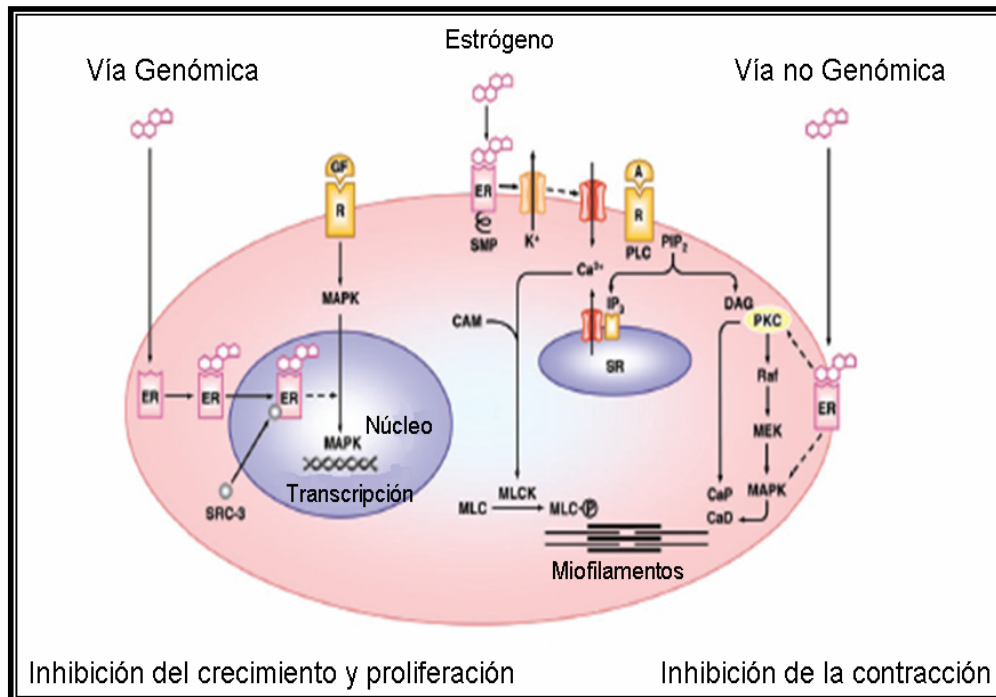 Estrógeno
Vía Genómica
Vía no Genómica
GF
R
ER
SMP
K⁺
A
R
PLC
PIP₂
Ca²⁺
MAPK
IP₃
DAG
PKC
CAM
SR
Raf
ER
ER
ER
ER
Núcleo
MAPK
MEK
Transcripción
SRC-3
MLCK
MLC
MLC-P
CaP
MAPK
CaD
Miofilamentos
Inhibición del crecimiento y proliferación
Inhibición de la contracción